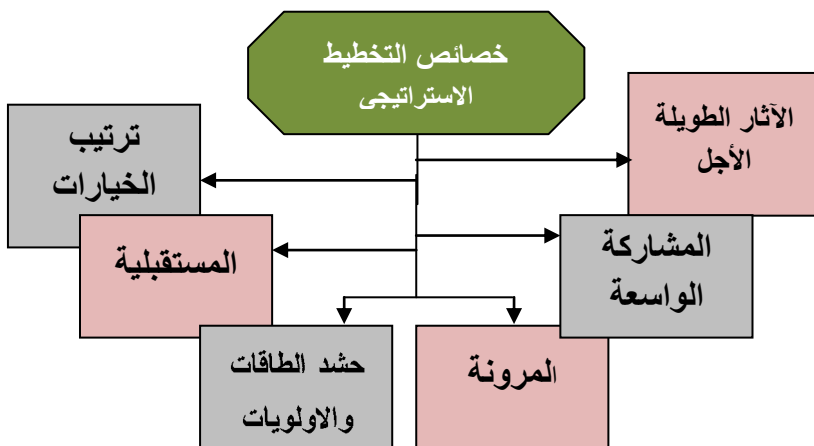 خصائص التخطيط
الاستراتيجى
الآثار الطويلة
الأجل
ترتيب
الخيارات
المشاركة
الواسعة
المستقبلية
المرونة
حشد الطاقات
والاولويات